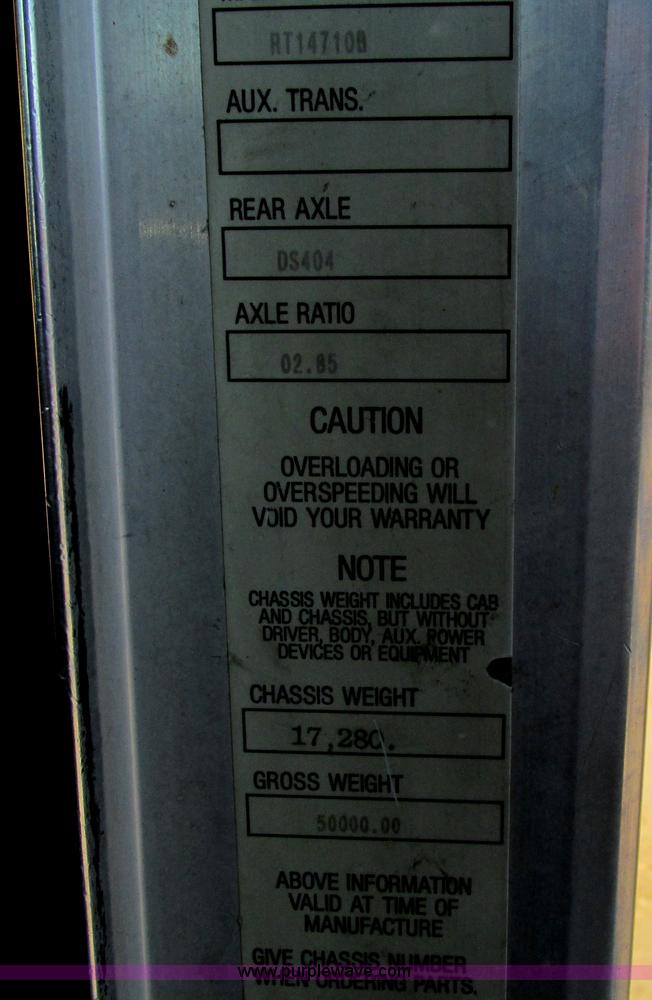 RT14710B
AUX. TRANS.
REAR AXLE
DS404
AXLE RATIO
02.85
CAUTION
OVERLOADING OR
OVERSPEEDING WILL
VOID YOUR WARRANTY
NOTE
CHASSIS WEIGHT INCLUDES CAB
AND CHASSIS, BUT WITHOUT
DRIVER, BODY, AUX. POWER
DEVICES OR EQUIPMENT
CHASSIS WEIGHT
17,280.
GROSS WEIGHT
50000.00
ABOVE INFORMATION
VALID AT TIME OF
MANUFACTURE
GIVE CHASSIS NUMBER
www.purplewave.com
WHEN ORDERING PARTS.